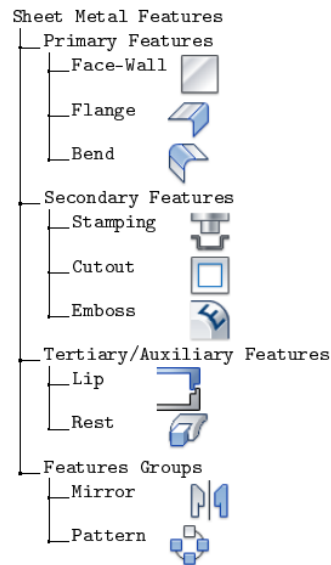 Sheet Metal Features
Primary Features
Face-Wall
Flange
Bend
Secondary Features
Stamping
Cutout
Emboss
Tertiary/Auxiliary Features
Lip
Rest
Features Groups
Mirror
Pattern